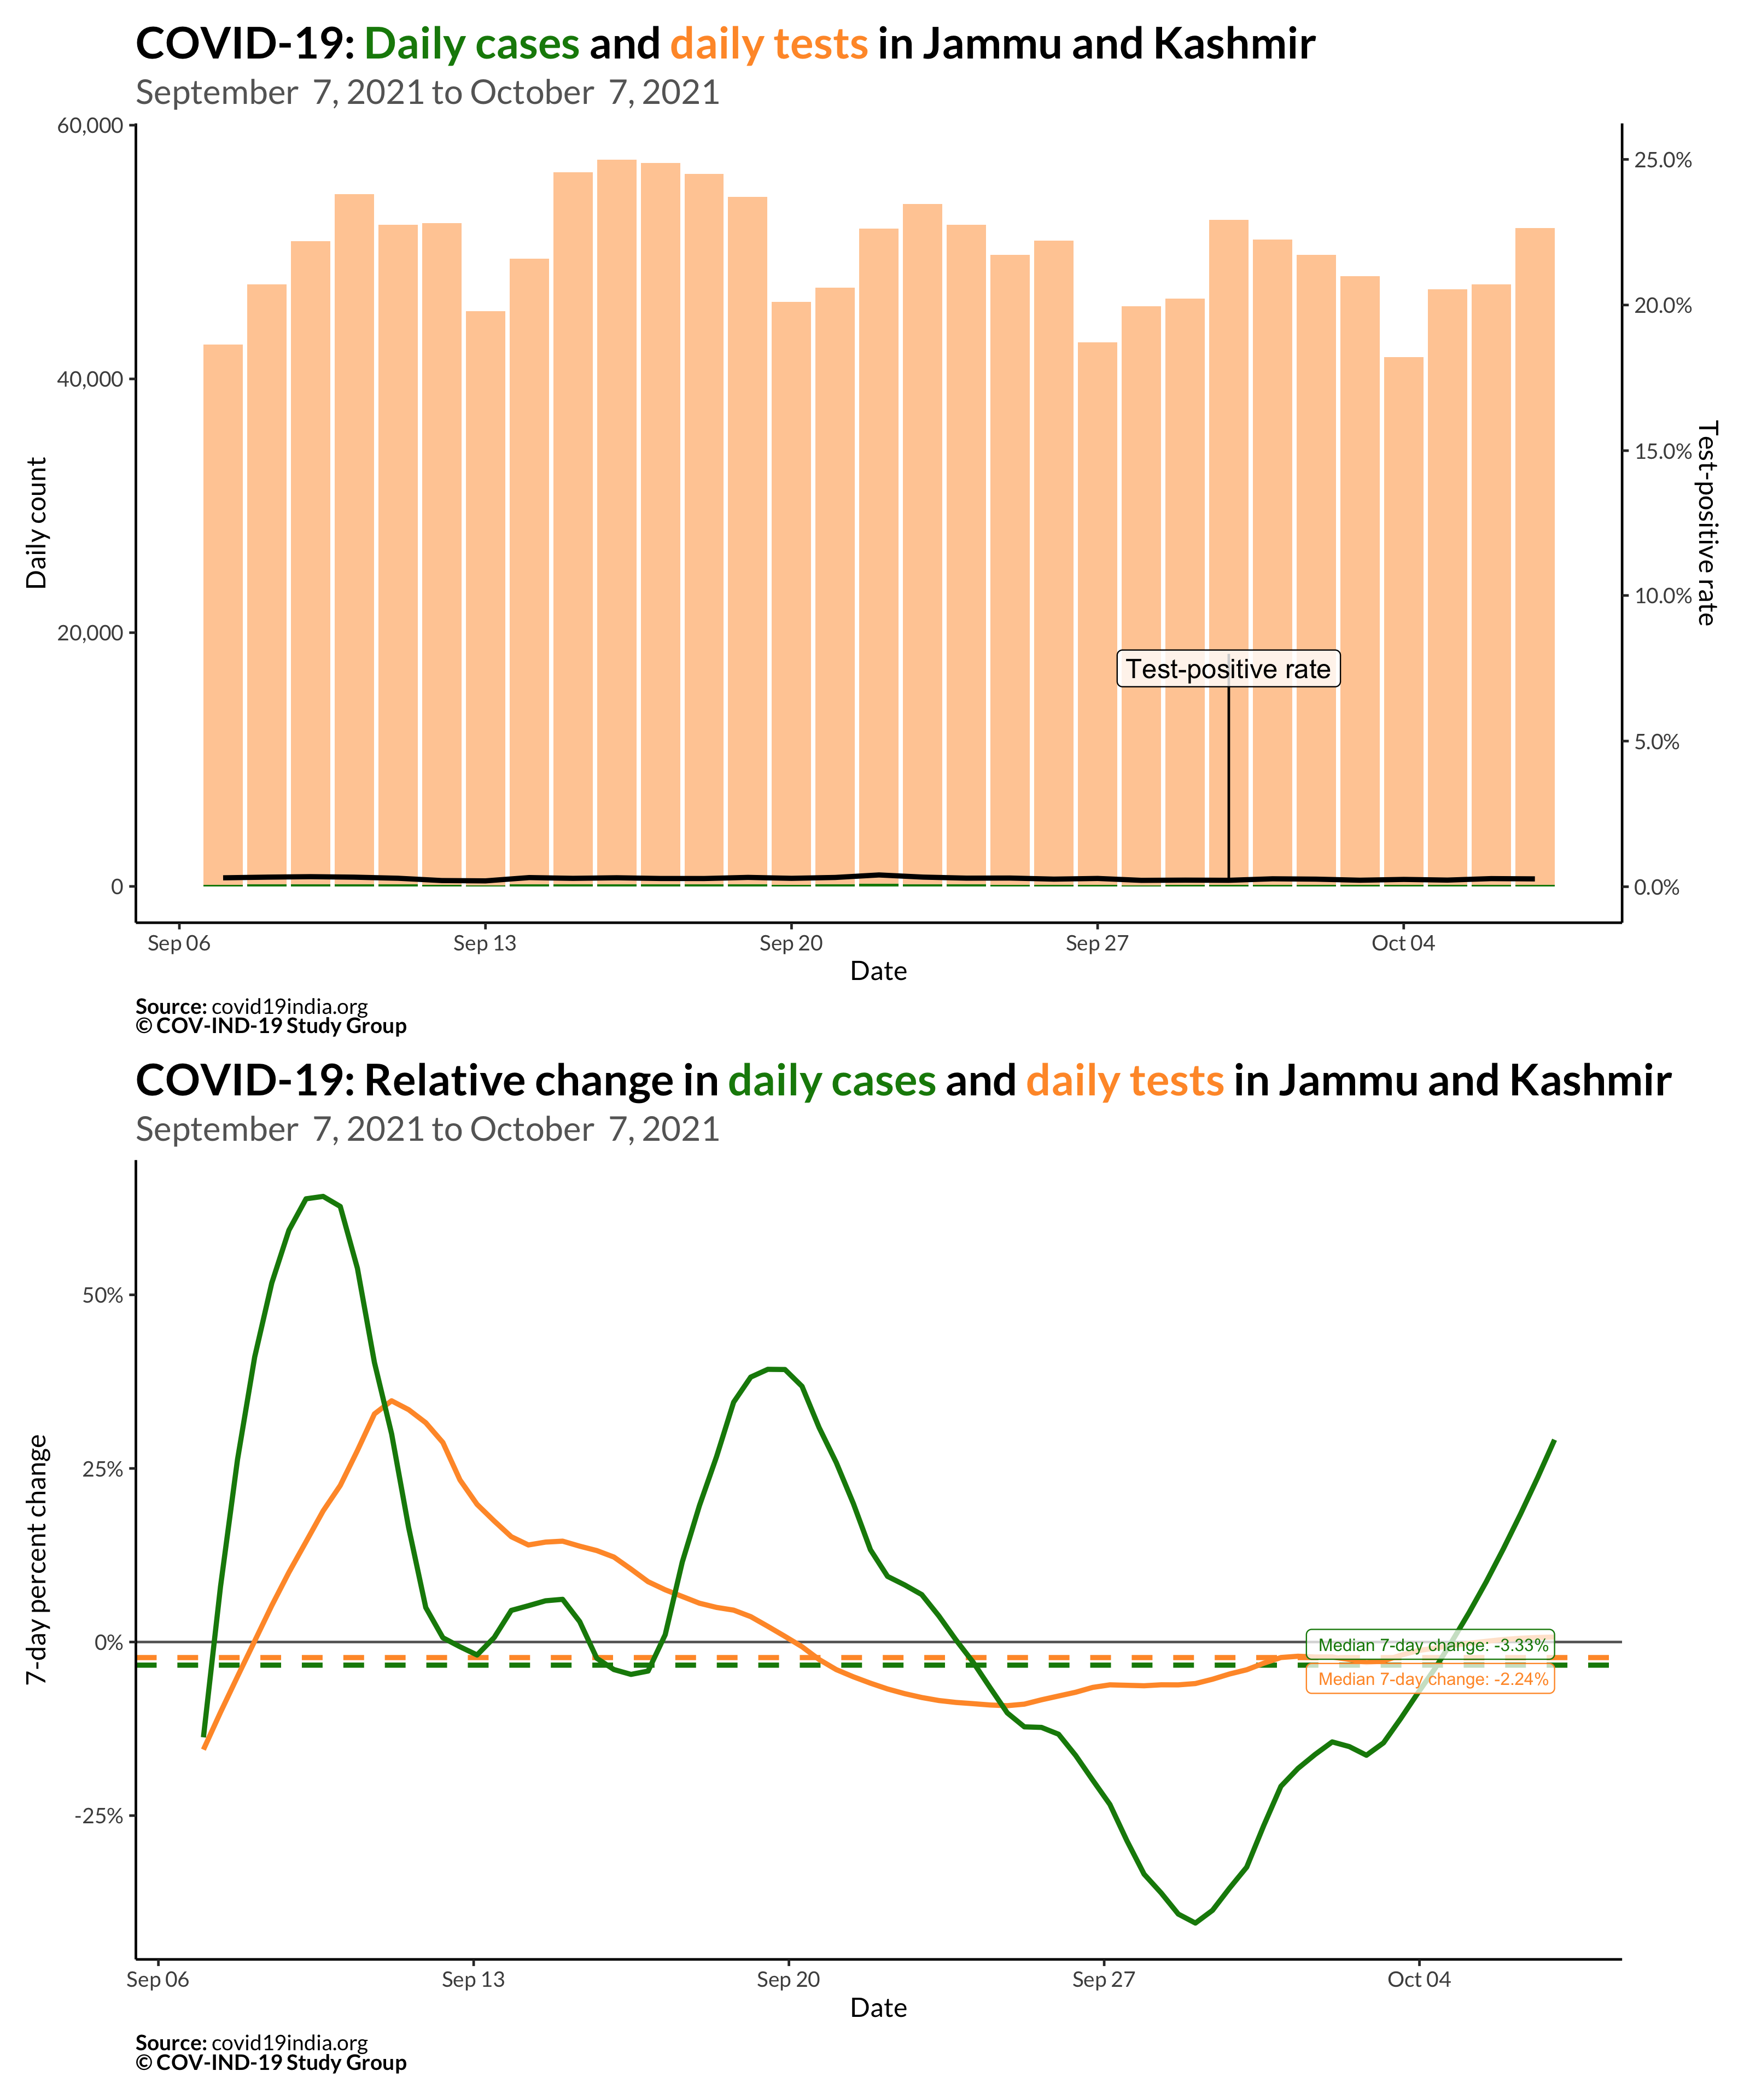 COVID-19: Daily cases and daily tests in Jammu and Kashmir
September 7, 2021 to October 7, 2021
60,000
40,000
20,000
0
Daily count
25.0%
20.0%
15.0%
10.0%
5.0%
0.0%
Test-positive rate
Test-positive rate
Sep 06
Sep 13
Sep 20
Sep 27
Oct 04
Date
Source: covid19india.org
© COV-IND-19 Study Group
COVID-19: Relative change in daily cases and daily tests in Jammu and Kashmir
September 7, 2021 to October 7, 2021
50%
25%
0%
-25%
7-day percent change
Median 7-day change: -3.33%
Median 7-day change: -2.24%
Sep 06
Sep 13
Sep 20
Sep 27
Oct 04
Date
Source: covid19india.org
© COV-IND-19 Study Group